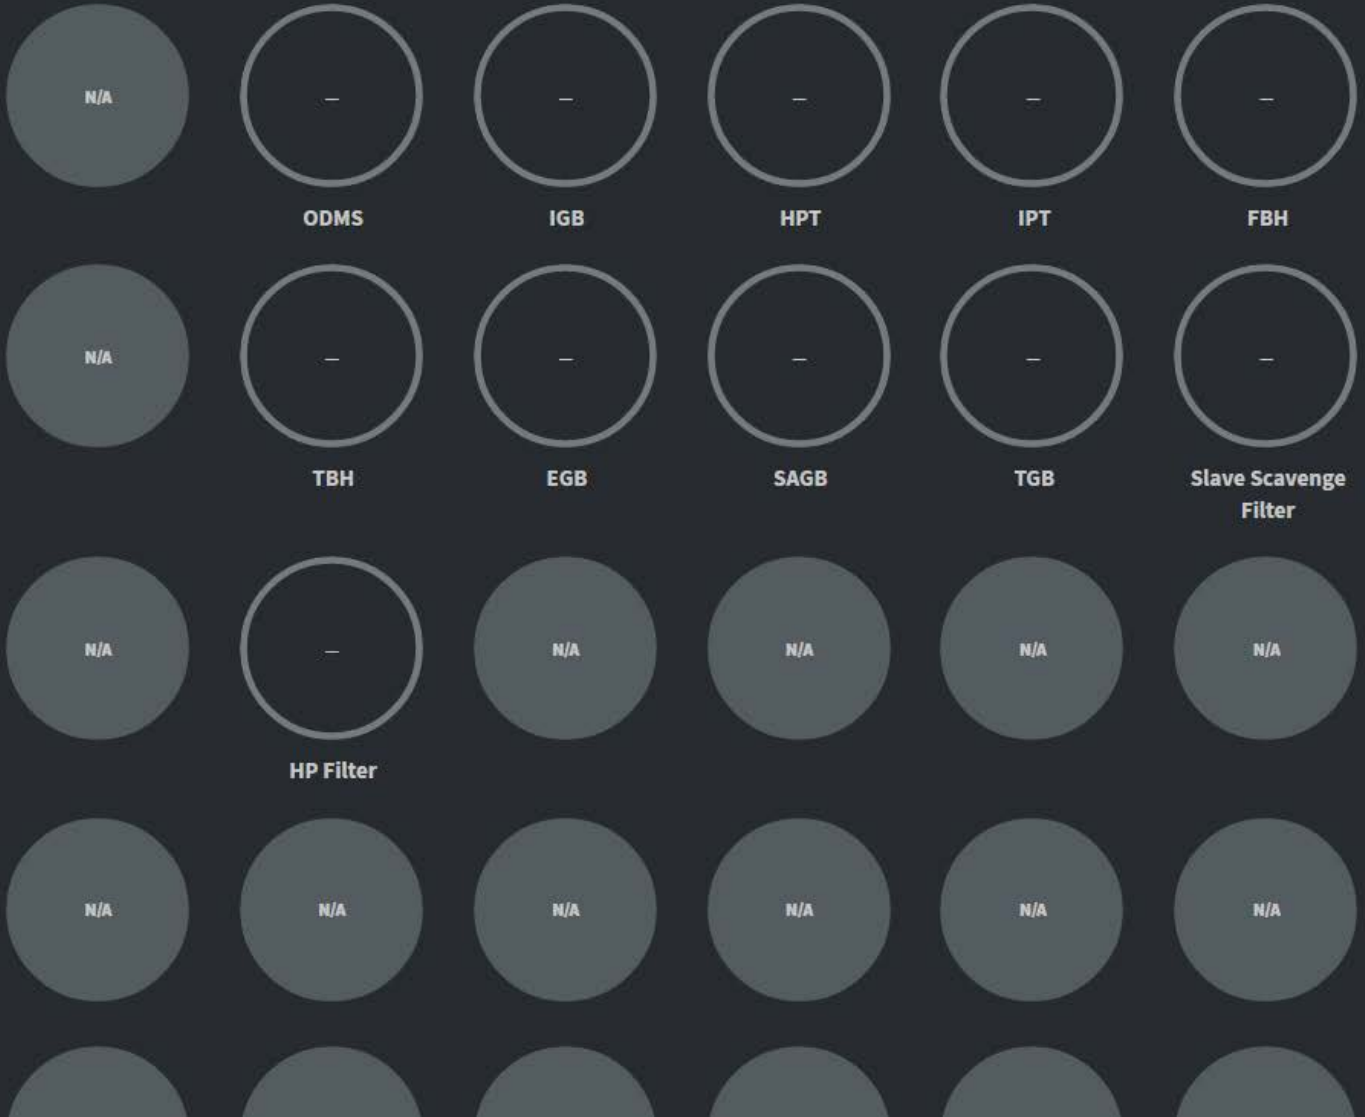 N/A — — — — —
ODMS IGB HPT IPT FBH
N/A — — — — —
TBH EGB SAGB TGB Slave Scavenge
Filter
N/A — N/A N/A N/A N/A
HP Filter
N/A N/A N/A N/A N/A N/A